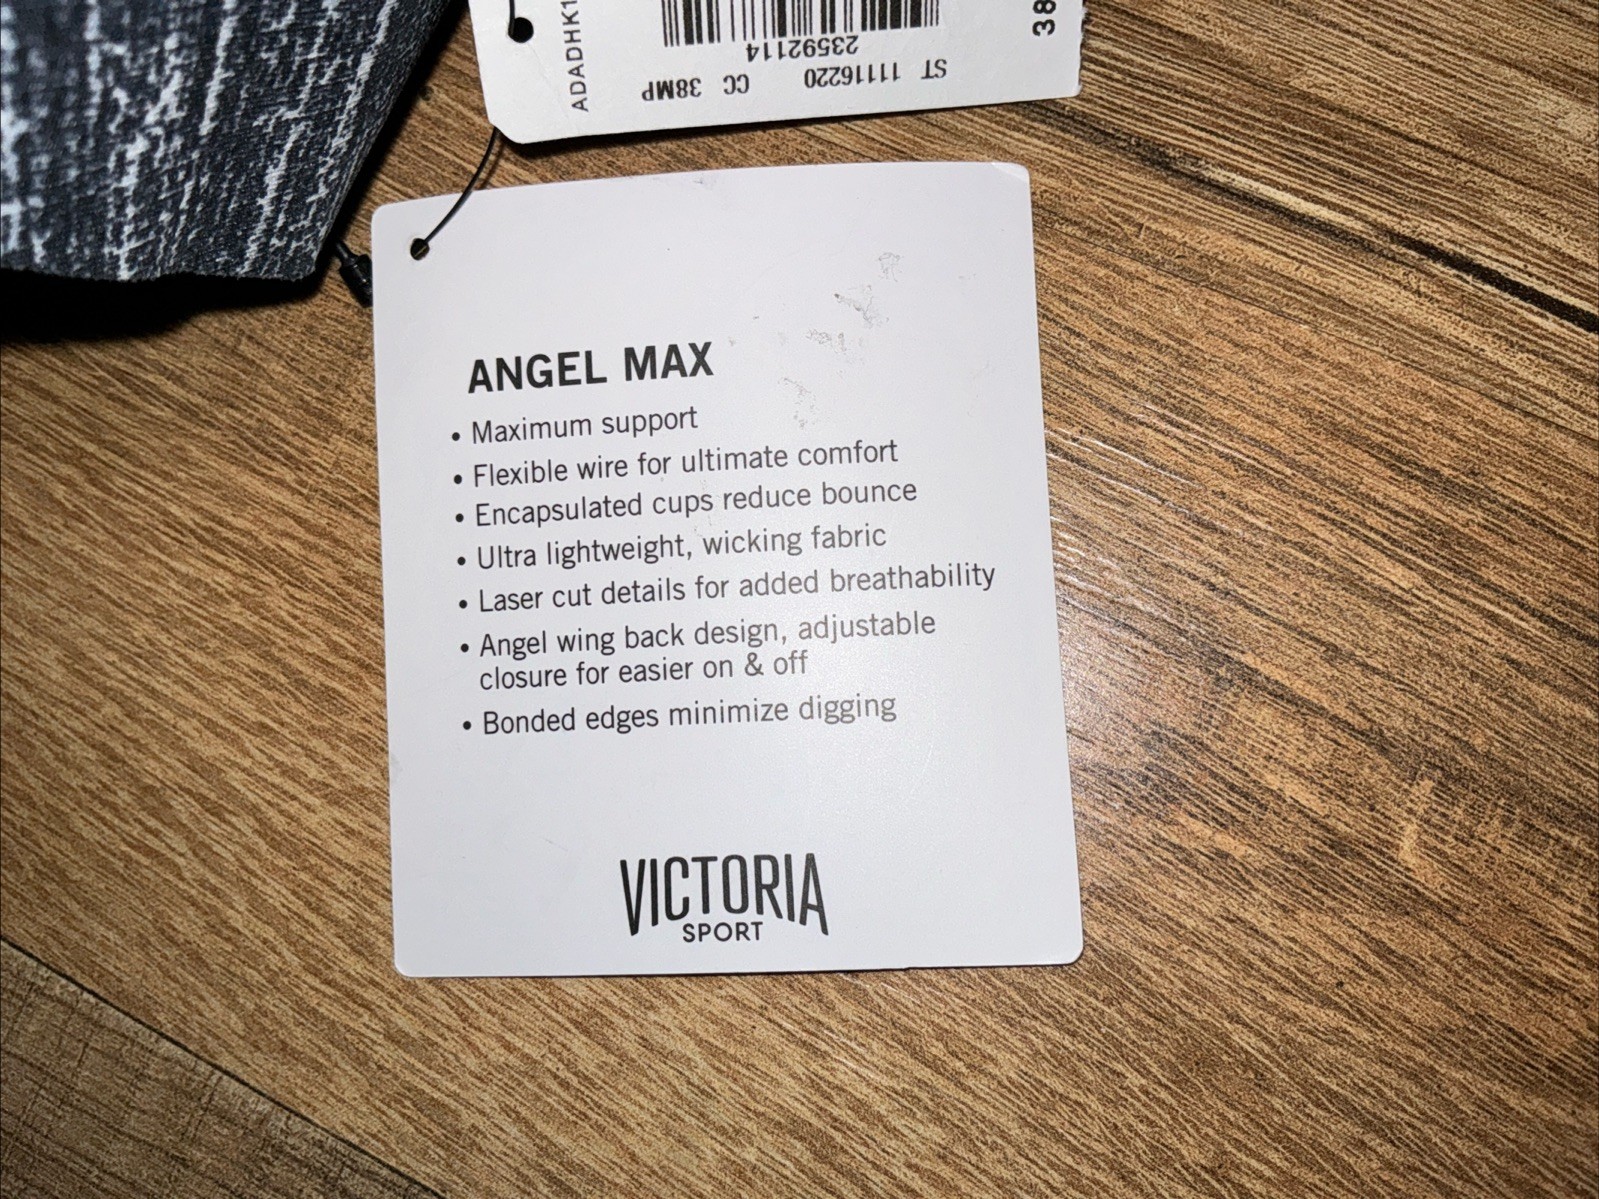 ADADHK1
23592114
ST 11116220 CC 38MP
38
ANGEL MAX
• Maximum support
• Flexible wire for ultimate comfort
• Encapsulated cups reduce bounce
• Ultra lightweight, wicking fabric
• Laser cut details for added breathability
• Angel wing back design, adjustable
closure for easier on & off
• Bonded edges minimize digging
VICTORIA
SPORT